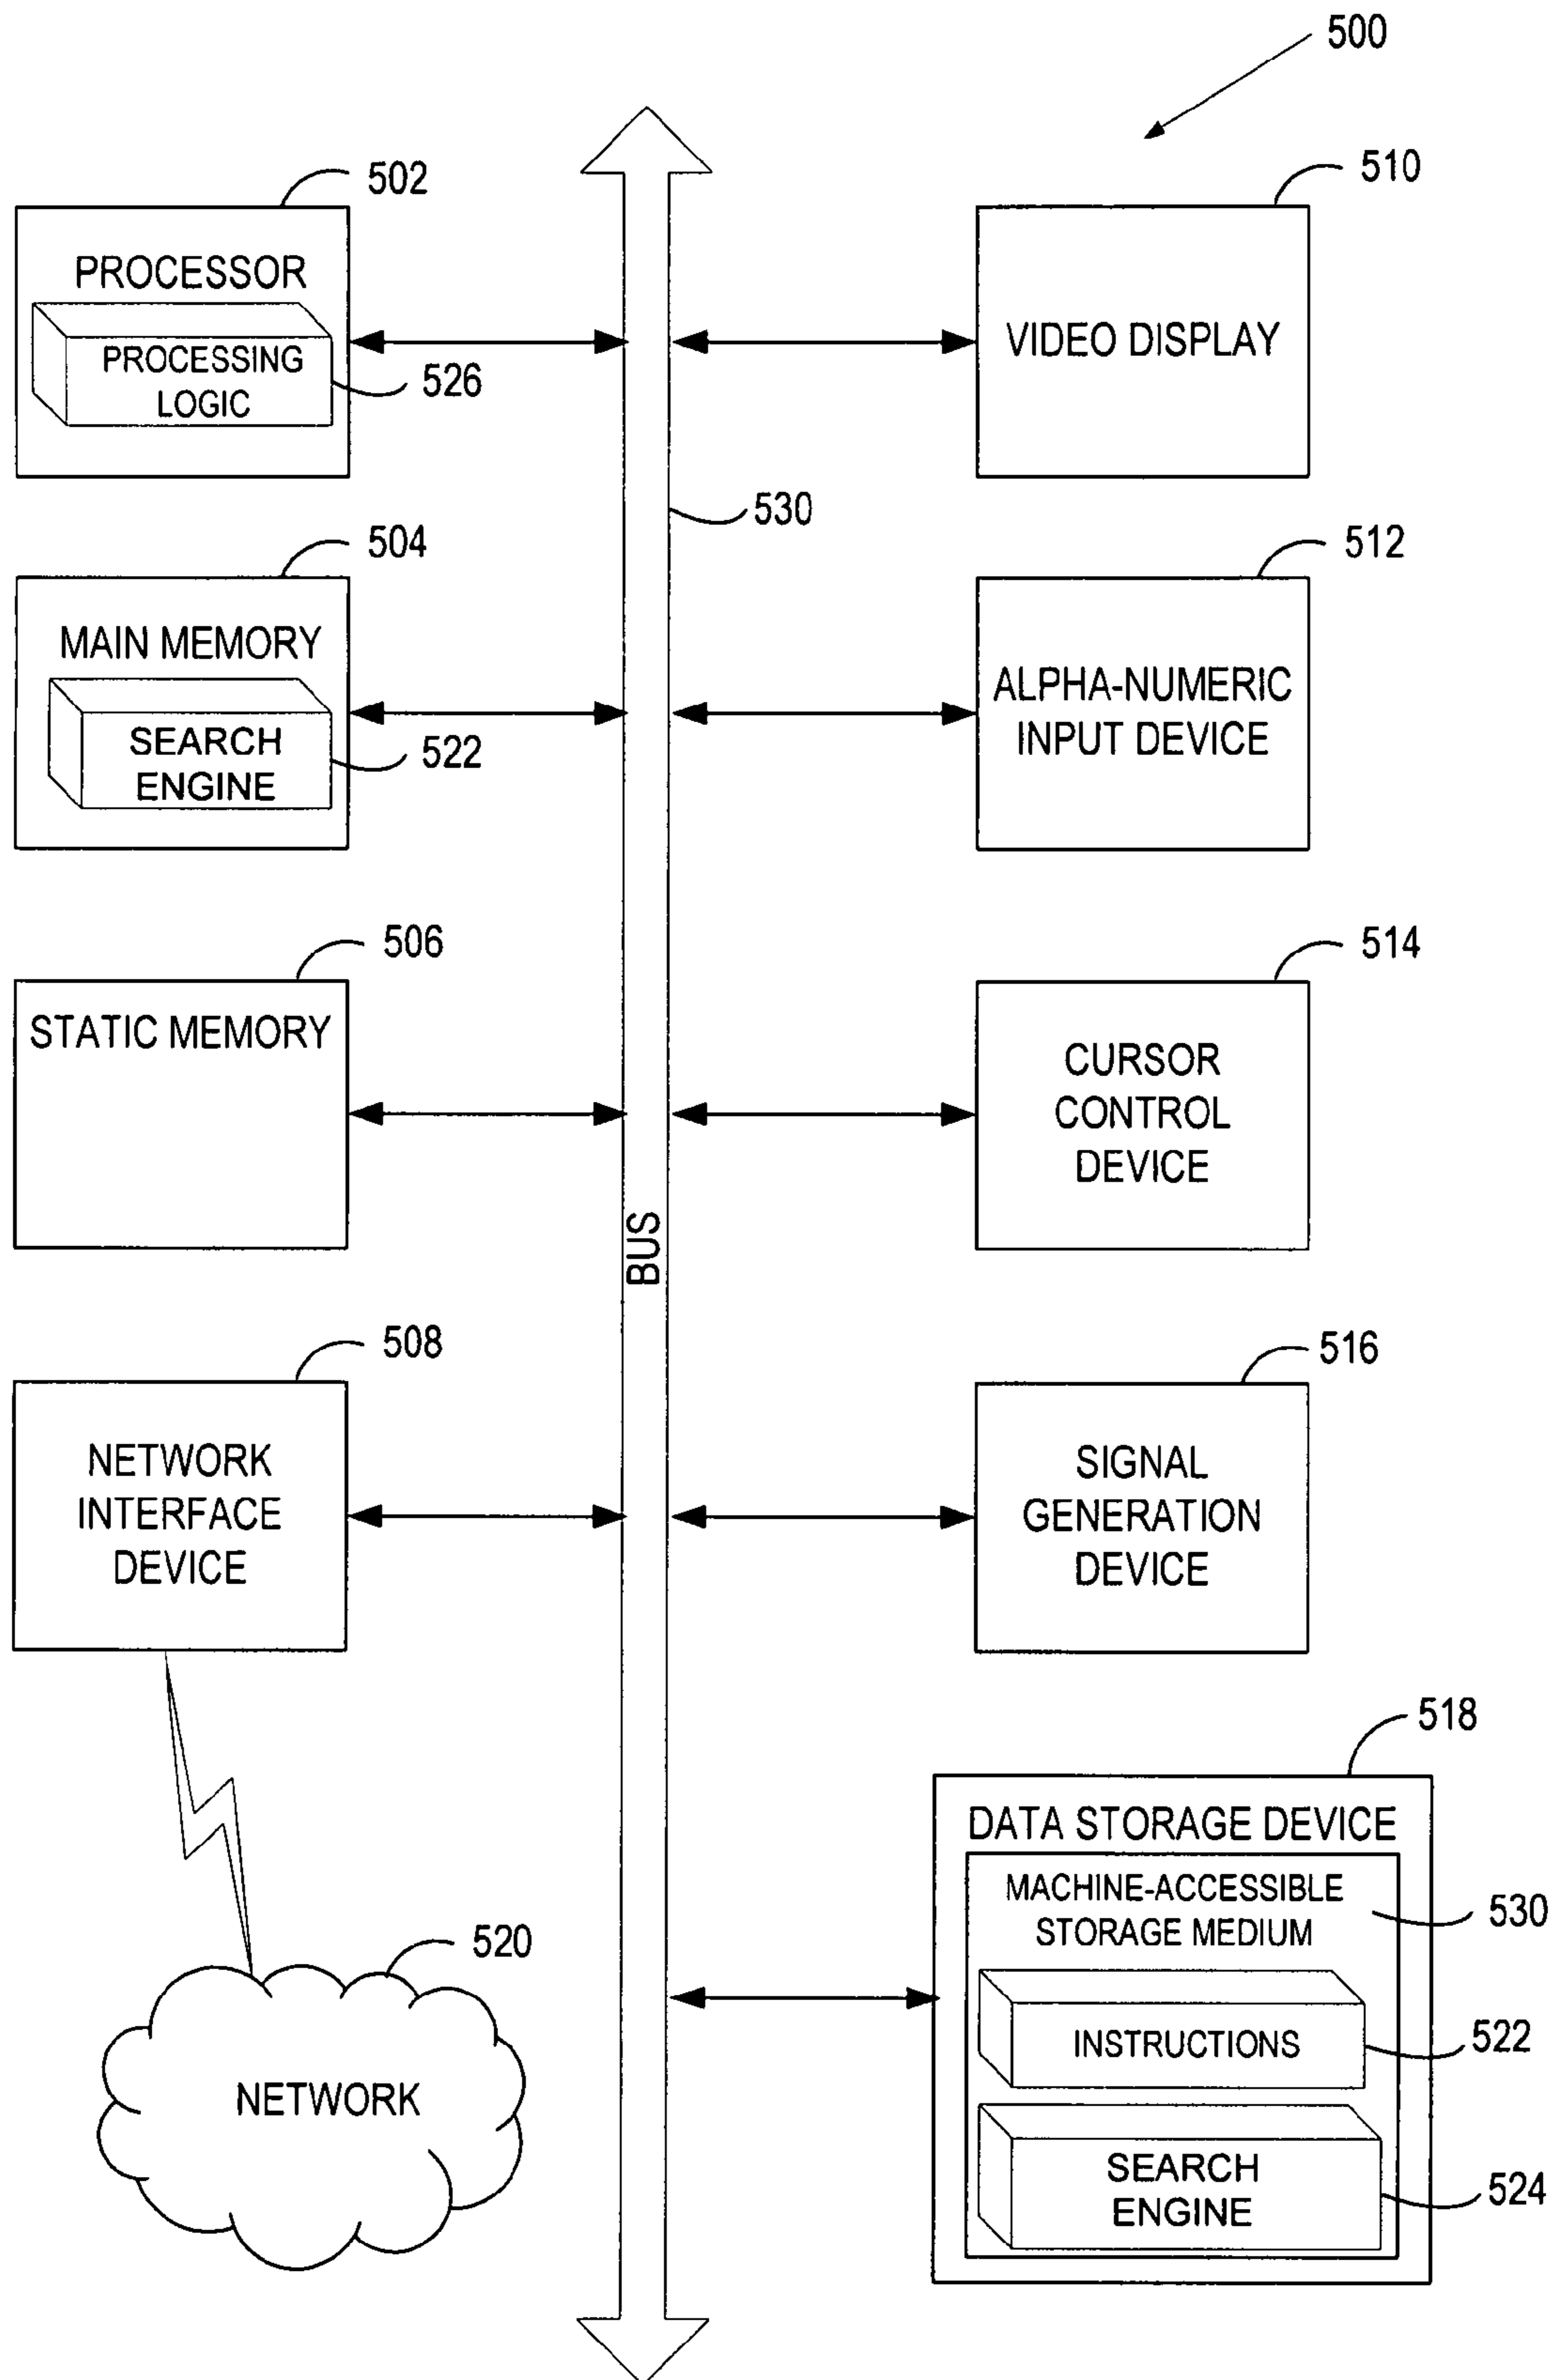 500
502
PROCESSOR
PROCESSING
LOGIC
526
510
VIDEO DISPLAY
530
504
MAIN MEMORY
SEARCH
ENGINE
522
512
ALPHA-NUMERIC
INPUT DEVICE
506
STATIC MEMORY
514
CURSOR
CONTROL
DEVICE
BUS
508
NETWORK
INTERFACE
DEVICE
516
SIGNAL
GENERATION
DEVICE
518
DATA STORAGE DEVICE
MACHINE-ACCESSIBLE
STORAGE MEDIUM
530
INSTRUCTIONS
522
SEARCH
ENGINE
524
520
NETWORK